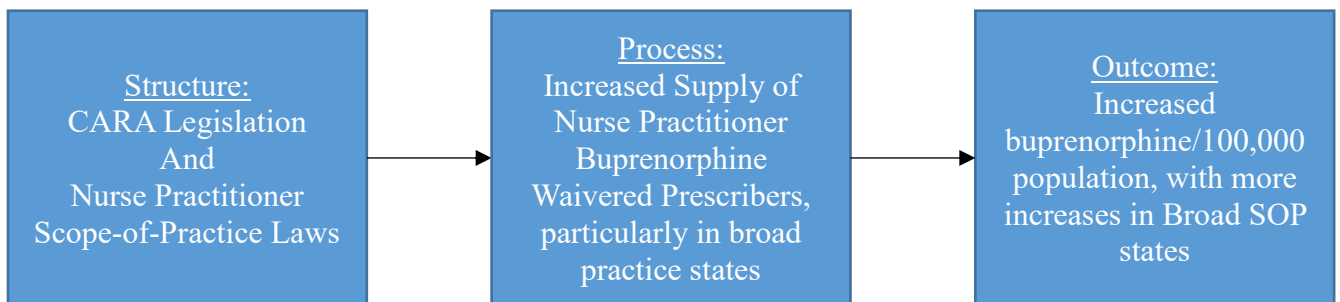 Structure:
CARA Legislation
And
Nurse Practitioner
Scope-of-Practice Laws
Process:
Increased Supply of
Nurse Practitioner
Buprenorphine
Waivered Prescribers,
particularly in broad
practice states
Outcome:
Increased
buprenorphine/100,000
population, with more
increases in Broad SOP
states